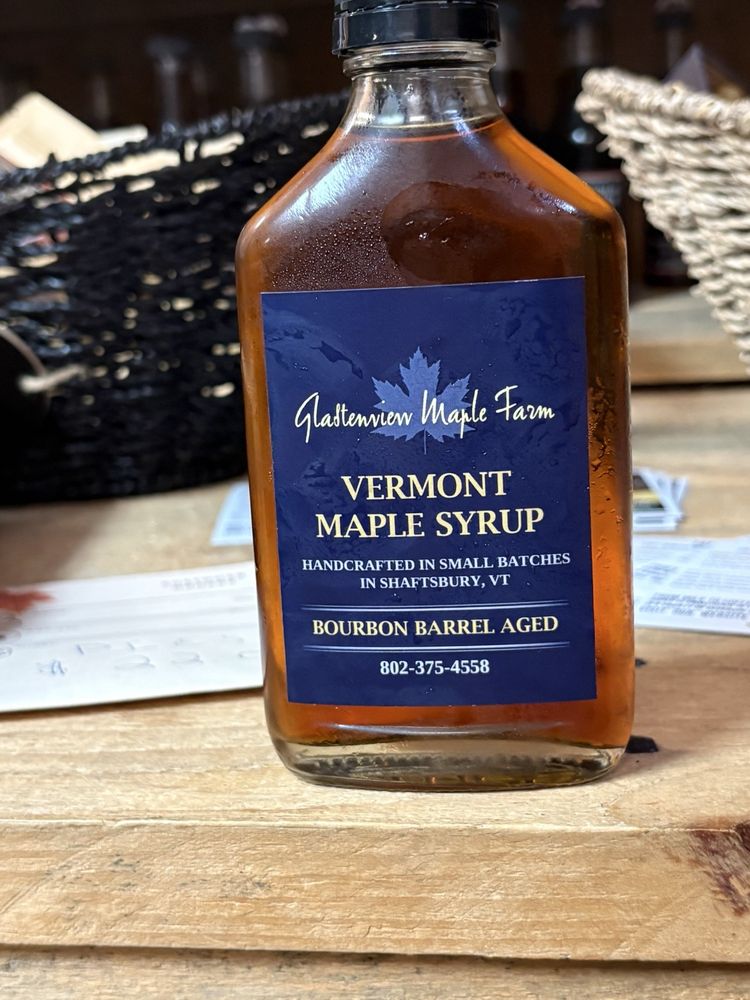 Glastenview Maple Farm
VERMONT
MAPLE SYRUP
HANDCRAFTED IN SMALL BATCHES
IN SHAFTSBURY, VT
BOURBON BARREL AGED
802-375-4558